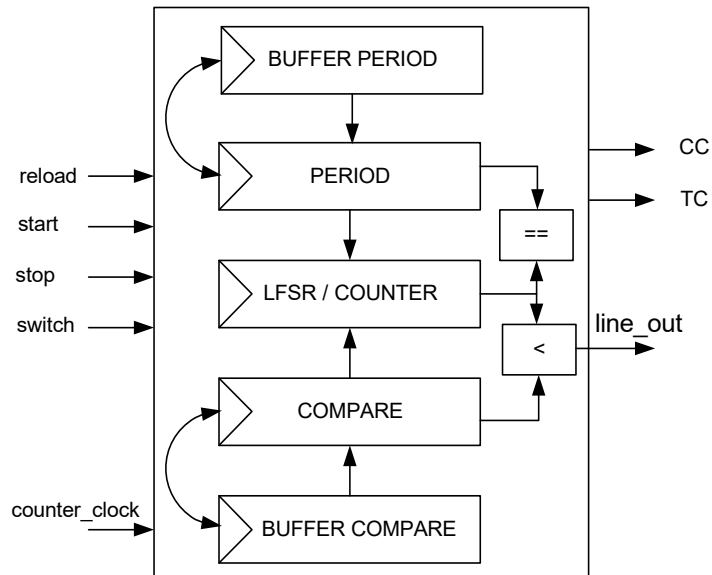 BUFFER PERIOD
PERIOD
CC
reload
TC
start
==
stop
LFSR / COUNTER
switch
line_out
<
COMPARE
counter_clock
BUFFER COMPARE